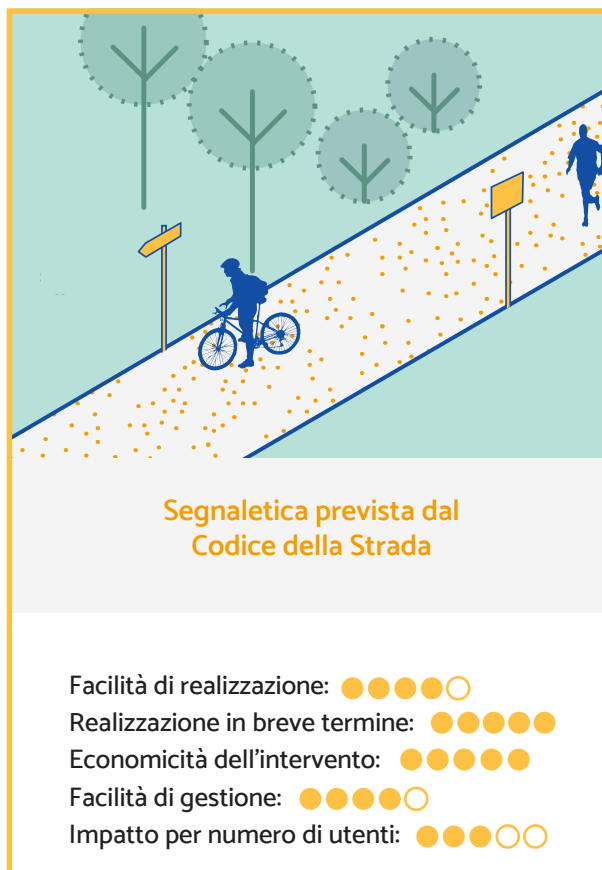 Segnaletica prevista dal
Codice della Strada
Facilità di realizzazione:
Realizzazione in breve termine:
Economicità dell'intervento:
Facilità di gestione:
Impatto per numero di utenti: